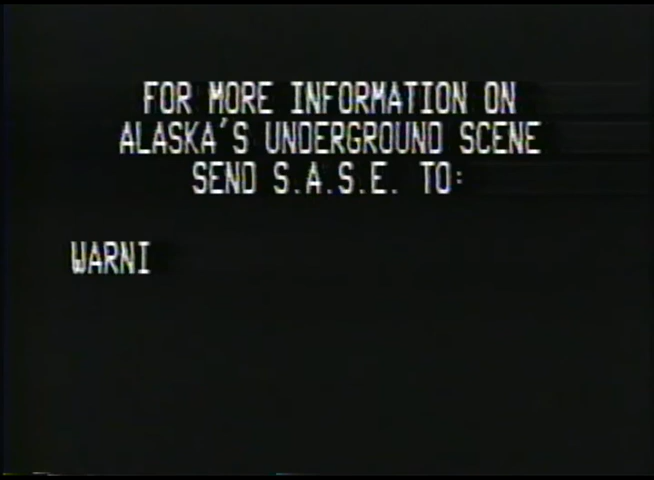 FOR MORE INFORMATION ON
ALASKA'S UNDERGROUND SCENE
SEND S.A.S.E. TO:
WARNI